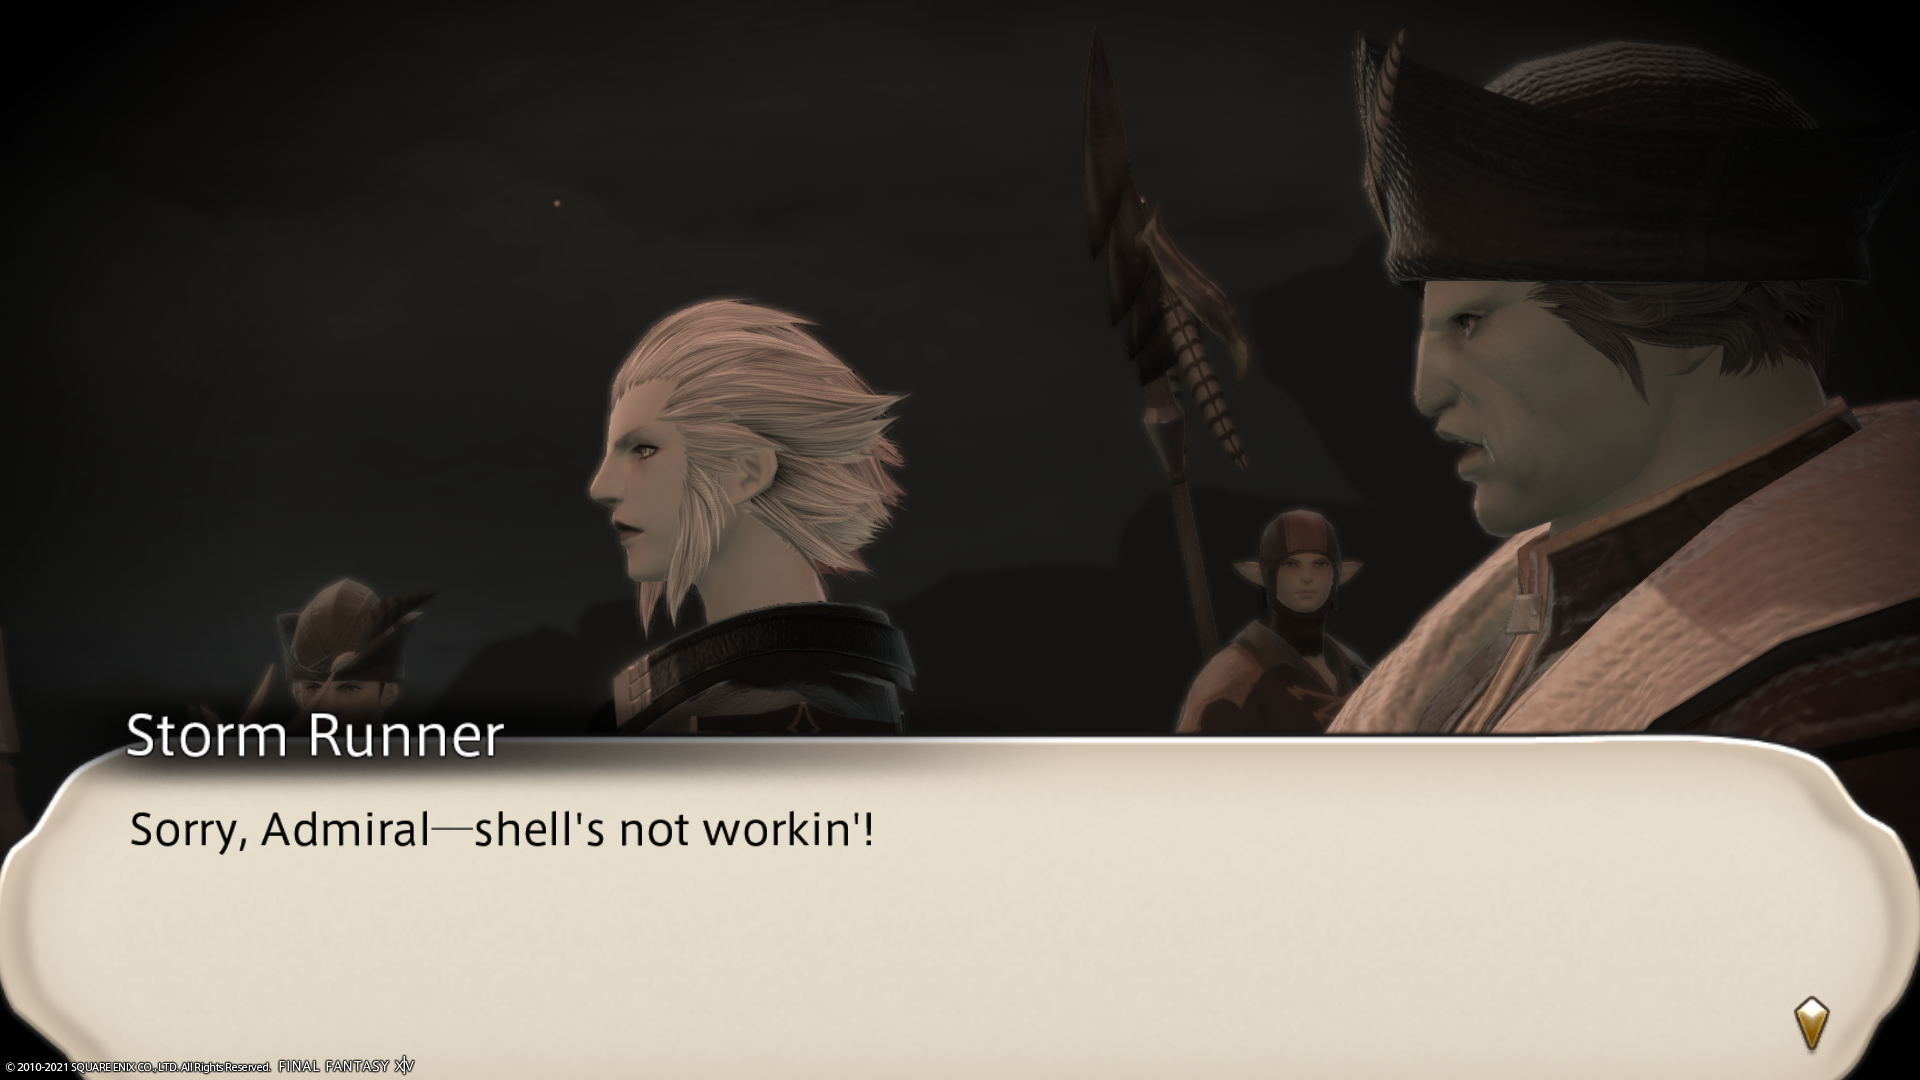 Storm Runner
Sorry, Admiral—shell's not workin'!
© 2010-2021 SQUARE ENIX CO., LTD. All Rights Reserved. FINAL FANTASY XIV